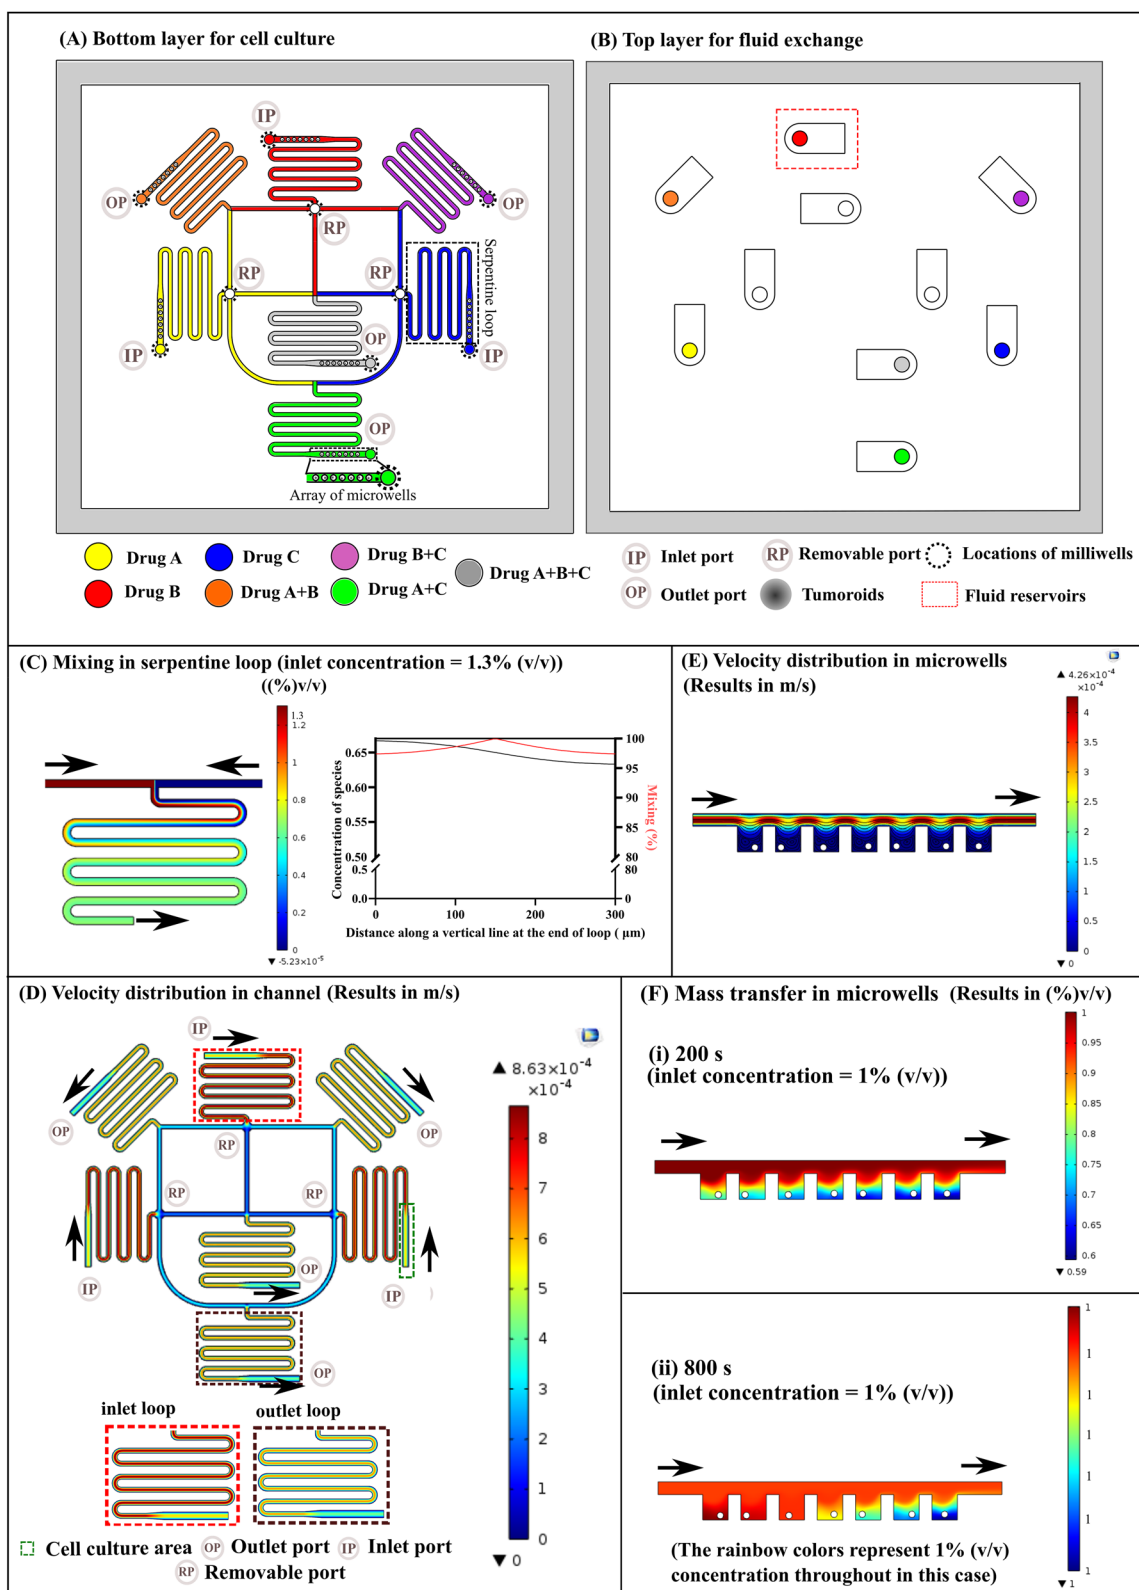 (A) Bottom layer for cell culture
(B) Top layer for fluid exchange
IP
OP
OP
RP
Serpentine loop
RP
RP
OP
IP
IP
OP
Array of microwells
Drug A
Drug C
Drug B+C
Drug A+B+C
Drug B
Drug A+B
Drug A+C
IP Inlet port
RP Removable port
Locations of milliwells
OP Outlet port
Tumoroids
Fluid reservoirs
(C) Mixing in serpentine loop (inlet concentration = 1.3% (v/v))
((%)v/v)
1.3
1.2
1
0.8
0.6
0.4
0.2
0
▼ -5.23×10⁻⁵
Concentration of species
0.65
0.60
0.55
0.50
0.5
0.0
100
95
90
85
80
80
0
Mixing (%)
0 100 200 300
Distance along a vertical line at the end of loop ( μm)
(E) Velocity distribution in microwells
(Results in m/s)
▲ 4.26×10⁻⁴
×10⁻⁴
4
3.5
3
2.5
2
1.5
1
0.5
0
▼ 0
(D) Velocity distribution in channel (Results in m/s)
IP
OP
OP
RP
RP
RP
OP
IP
IP
OP
▲ 8.63×10⁻⁴
×10⁻⁴
8
7
6
5
4
3
2
1
0
▼ 0
inlet loop
outlet loop
Cell culture area OP Outlet port IP Inlet port
RP Removable port
(F) Mass transfer in microwells (Results in (%)v/v)
(i) 200 s
(inlet concentration = 1% (v/v))
1
0.95
0.9
0.85
0.8
0.75
0.7
0.65
0.6
▼ 0.59
(ii) 800 s
(inlet concentration = 1% (v/v))
1
1
1
1
1
1
1
▼ 1
(The rainbow colors represent 1% (v/v)
concentration throughout in this case)